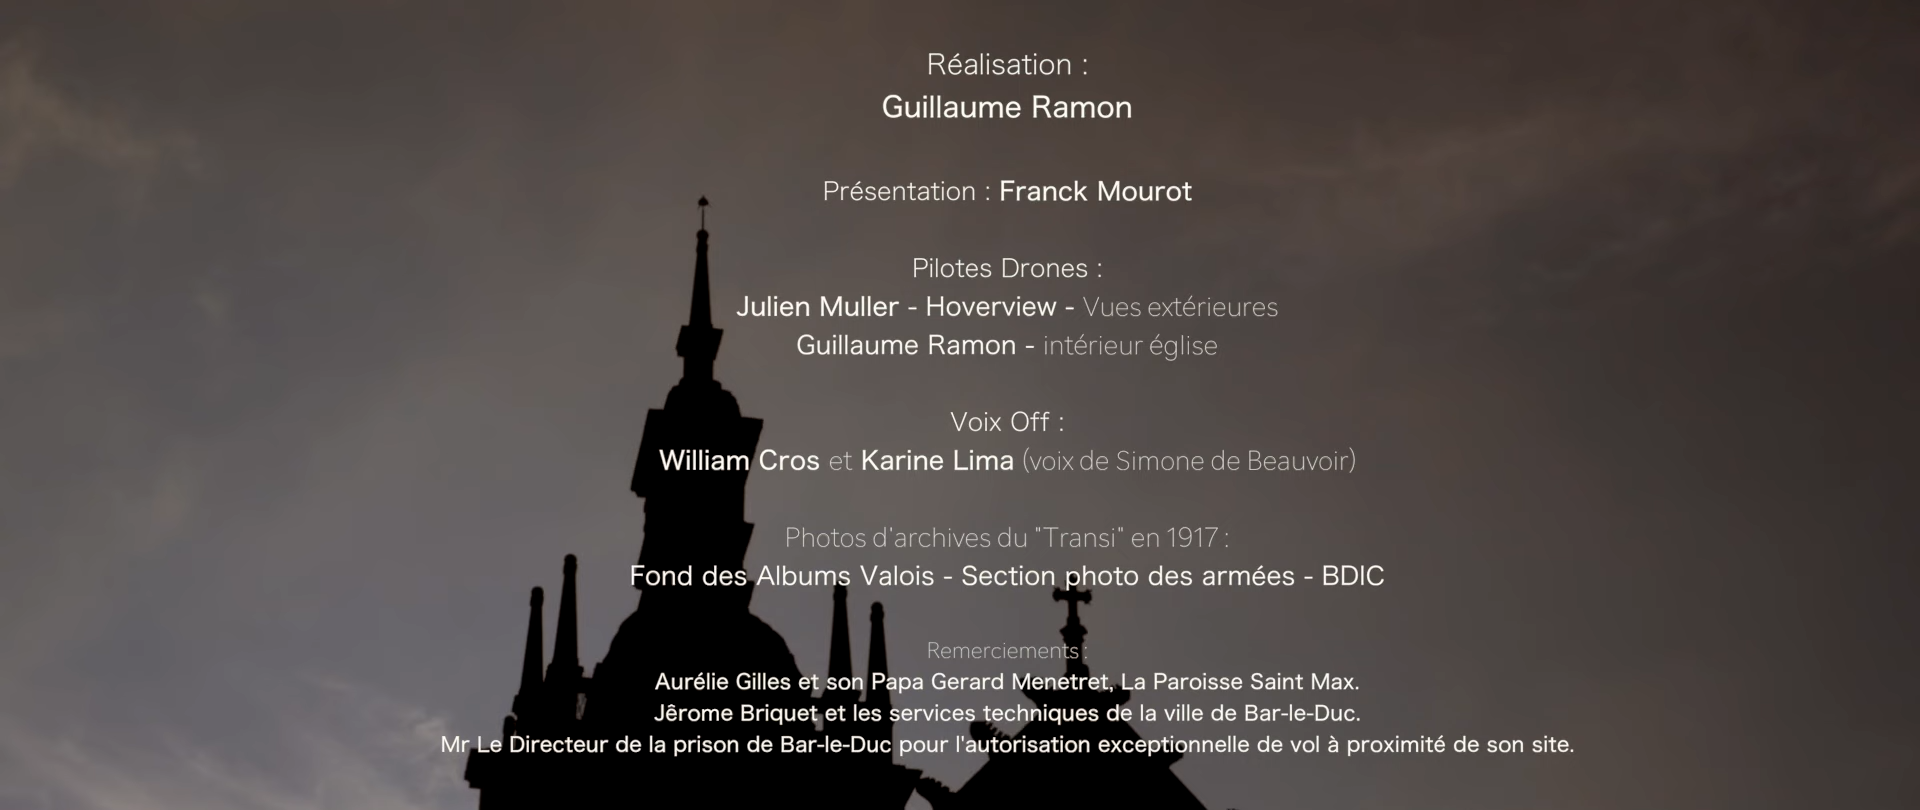 Réalisation :
Guillaume Ramon
Présentation : Franck Mourot
Pilotes Drones :
Julien Muller - Hoverview - Vues extérieures
Guillaume Ramon - intérieur église
Voix Off :
William Cros et Karine Lima (voix de Simone de Beauvoir)
Photos d'archives du "Transi" en 1917 :
Fond des Albums Valois - Section photo des armées - BDIC
Remerciements :
Aurélie Gilles et son Papa Gerard Menetret, La Paroisse Saint Max.
Jêrome Briquet et les services techniques de la ville de Bar-le-Duc.
Mr Le Directeur de la prison de Bar-le-Duc pour l'autorisation exceptionnelle de vol à proximité de son site.